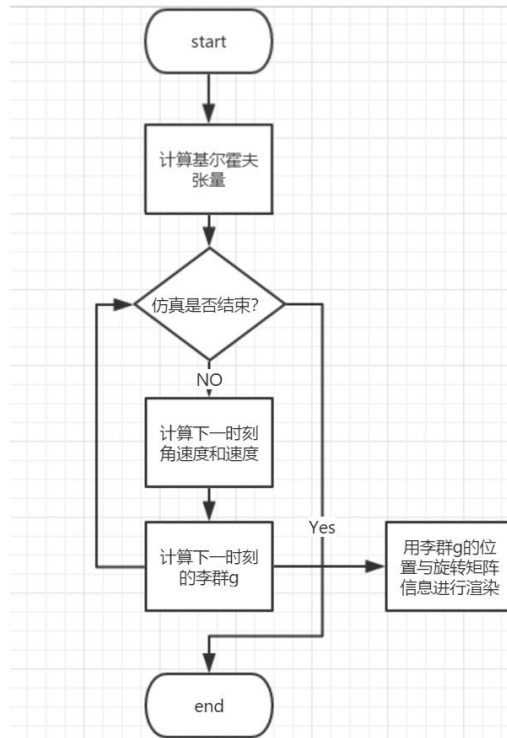 start
计算基尔霍夫
张量
仿真是否结束？
NO
计算下一时刻
角速度和速度
Yes
计算下一时刻
的李群g
用李群g的位
置与旋转矩阵
信息进行渲染
end